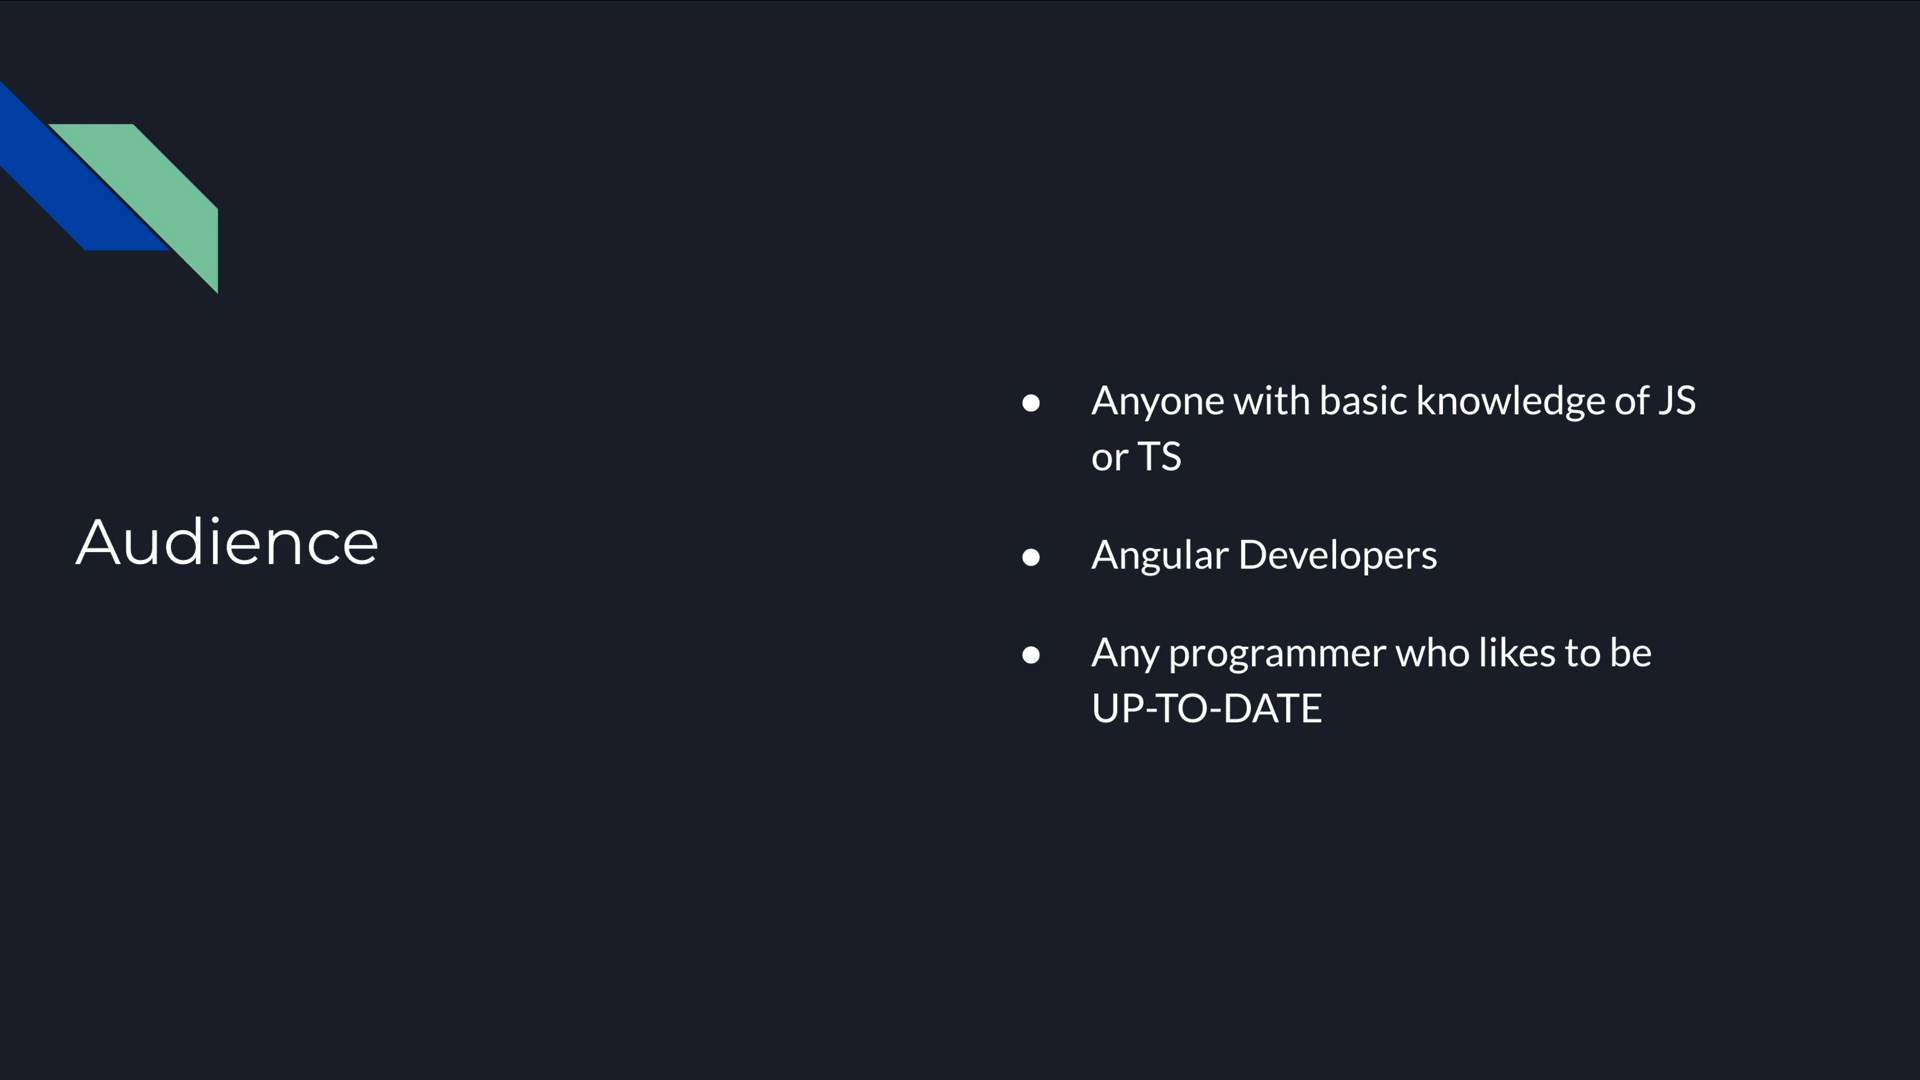 Audience
● Anyone with basic knowledge of JS
or TS
● Angular Developers
● Any programmer who likes to be
UP-TO-DATE